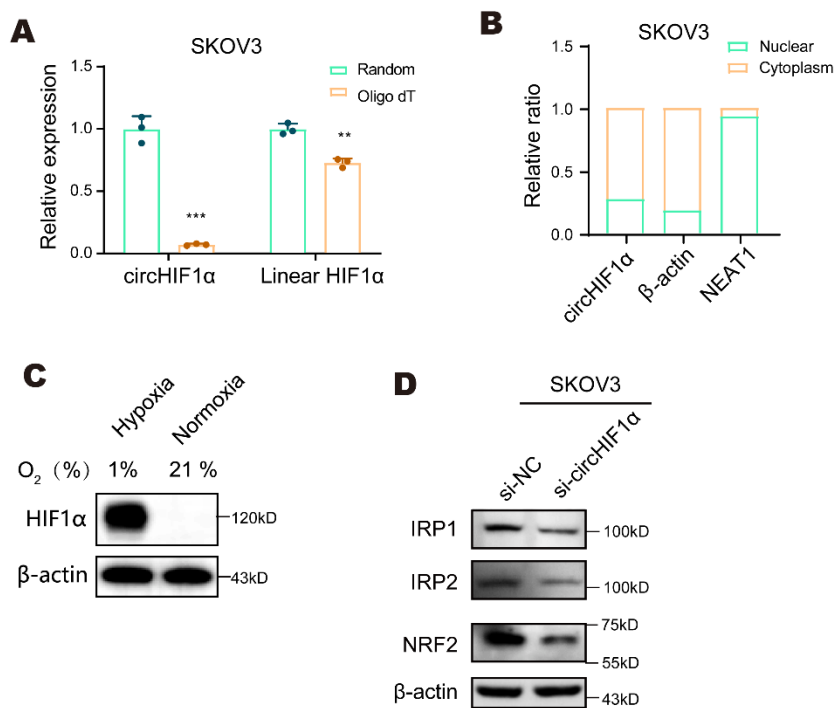 A
SKOV3
Random
Oligo dT
Relative expression
1.5
1.0
0.5
0.0
***
**
circHIF1α
Linear HIF1α
B
SKOV3
Nuclear
Cytoplasm
Relative ratio
1.5
1.0
0.5
0.0
circHIF1α
β-actin
NEAT1
C
Hypoxia
Normoxia
O2 (%) 1% 21 %
HIF1α
120kD
β-actin
43kD
D
SKOV3
si-NC
si-circHIF1α
IRP1
100kD
IRP2
100kD
NRF2
75kD
55kD
β-actin
43kD